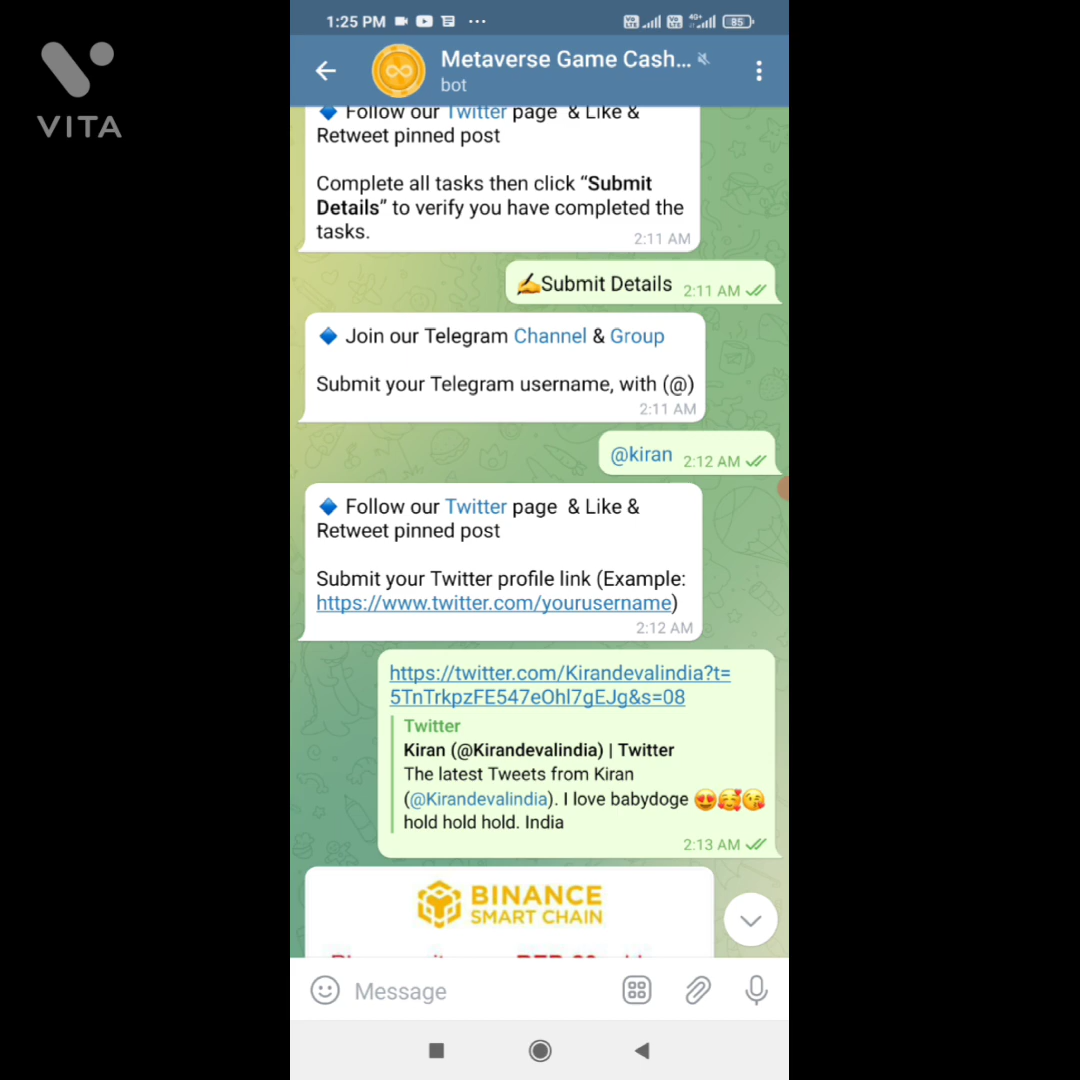 VITA
1:25 PM
85
Metaverse Game Cash...
bot
🔷 Follow our Twitter page & Like &
Retweet pinned post
Complete all tasks then click “Submit
Details” to verify you have completed the
tasks.
2:11 AM
✍️Submit Details 2:11 AM
🔷 Join our Telegram Channel & Group
Submit your Telegram username, with (@)
2:11 AM
@kiran 2:12 AM
🔷 Follow our Twitter page & Like &
Retweet pinned post
Submit your Twitter profile link (Example:
https://www.twitter.com/yourusername)
2:12 AM
https://twitter.com/Kirandevalindia?t=
5TnTrkpzFE547eOhl7gEJg&s=08
Twitter
Kiran (@Kirandevalindia) | Twitter
The latest Tweets from Kiran
(@Kirandevalindia). I love babydoge 😍🥰😘
hold hold hold. India
2:13 AM
BINANCE
SMART CHAIN
Message